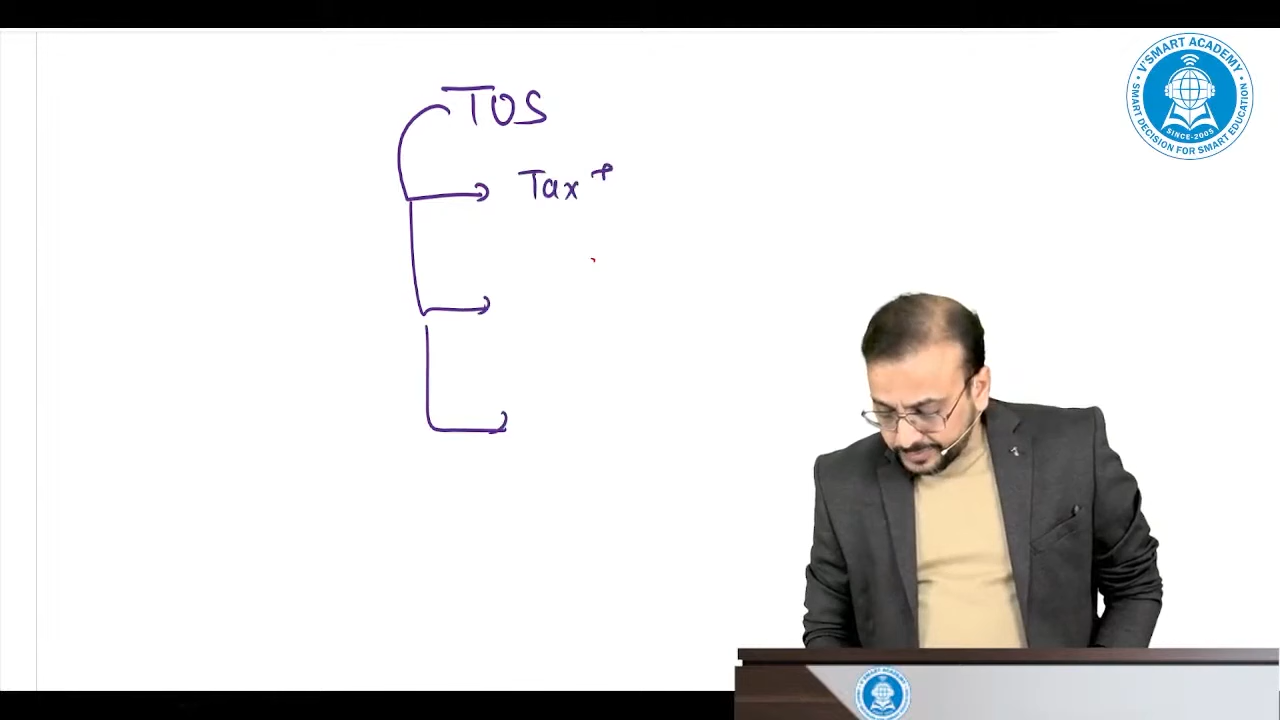 TOS
Tax +
V'SMART ACADEMY
SMART DECISION FOR SMART EDUCATION
SINCE-2005